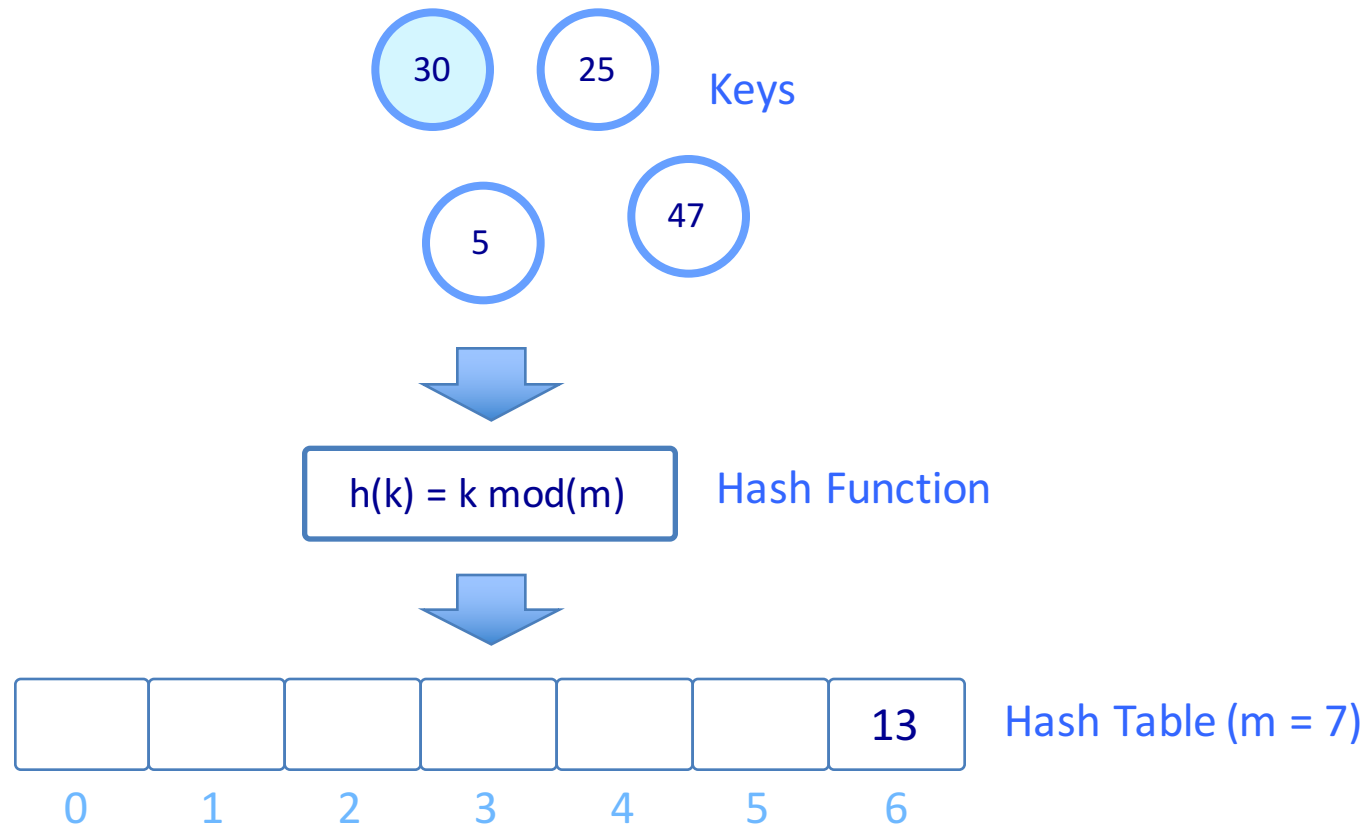 30
25
Keys
47
5
h(k) = k mod(m)
Hash Function
13
Hash Table (m = 7)
0 1 2 3 4 5 6